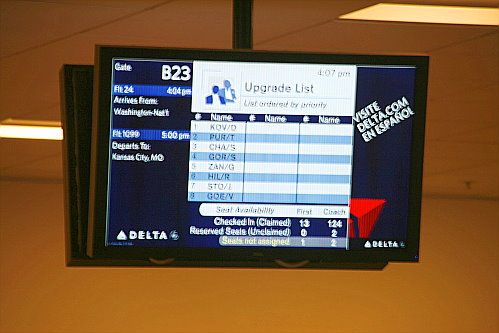 Gate B23
Flt 24 4:04 pm
Arrives From:
Washington-Nat'l
Flt 1099 5:00 pm
Departs To:
Kansas City, MO
4:07 pm
Upgrade List
List ordered by priority
# Name # Name # Name
KOV/D
2 PUR/T
3 CHA/S
4 GOR/S
5 ZAN/G
6 HIL/R
7 STO/J
8 GOE/V
Seat Availability First Coach
Checked In (Claimed) 13 124
Reserved Seats (Unclaimed) 0 2
Seats not assigned 1 2
VISITE
DELTA.COM
EN ESPAÑOL
DELTA
DELTA